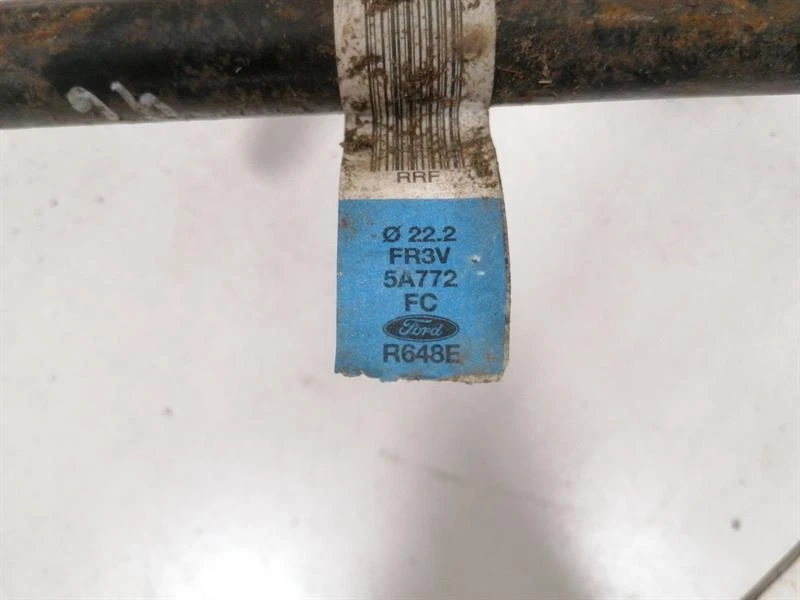 RRF
Ø 22.2
FR3V
5A772
FC
Ford
R648E